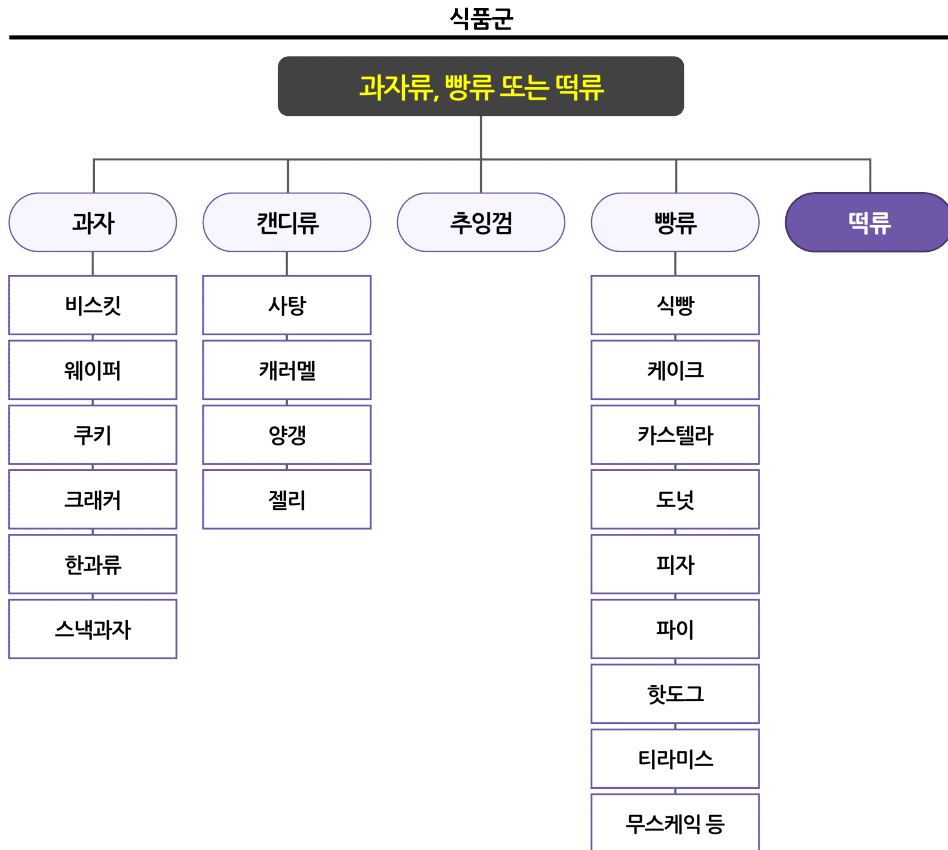 식품군
과자류, 빵류 또는 떡류
과자
캔디류
추잉껌
빵류
떡류
비스킷
웨이퍼
쿠키
크래커
한과류
스낵과자
사탕
캐러멜
양갱
젤리
식빵
케이크
카스텔라
도넛
피자
파이
핫도그
티라미스
무스케익 등